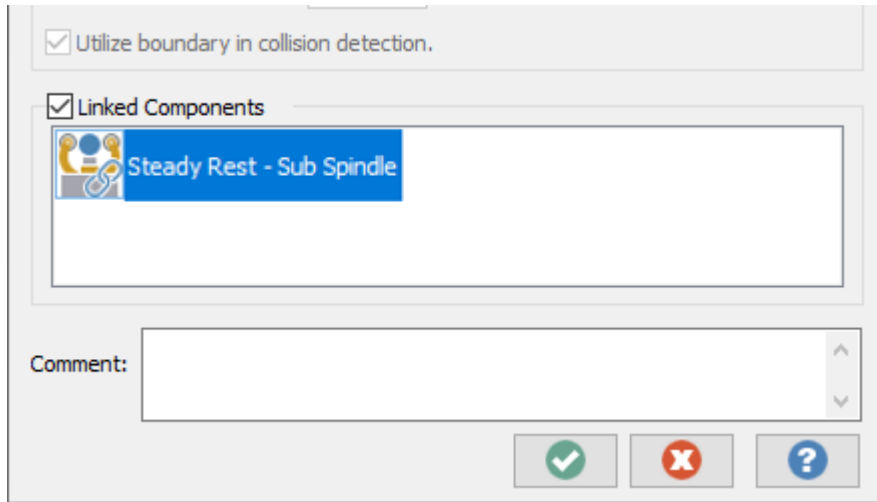 Utilize boundary in collision detection.
Linked Components
Steady Rest - Sub Spindle
Comment: